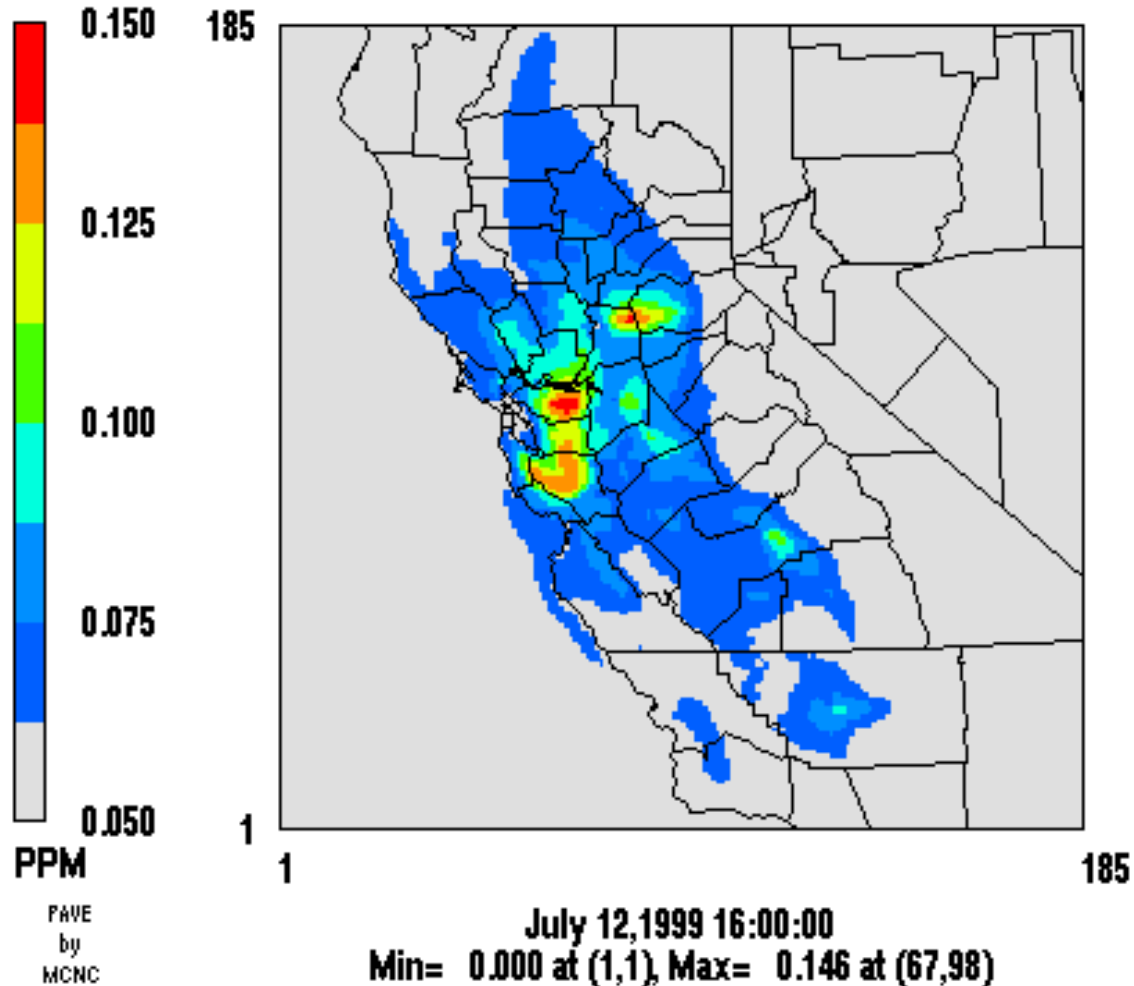 0.150
0.125
0.100
0.075
0.050
PPM
PAVE
by
MCNC
185
1
1
185
July 12,1999 16:00:00
Min= 0.000 at (1,1), Max= 0.146 at (67,98)